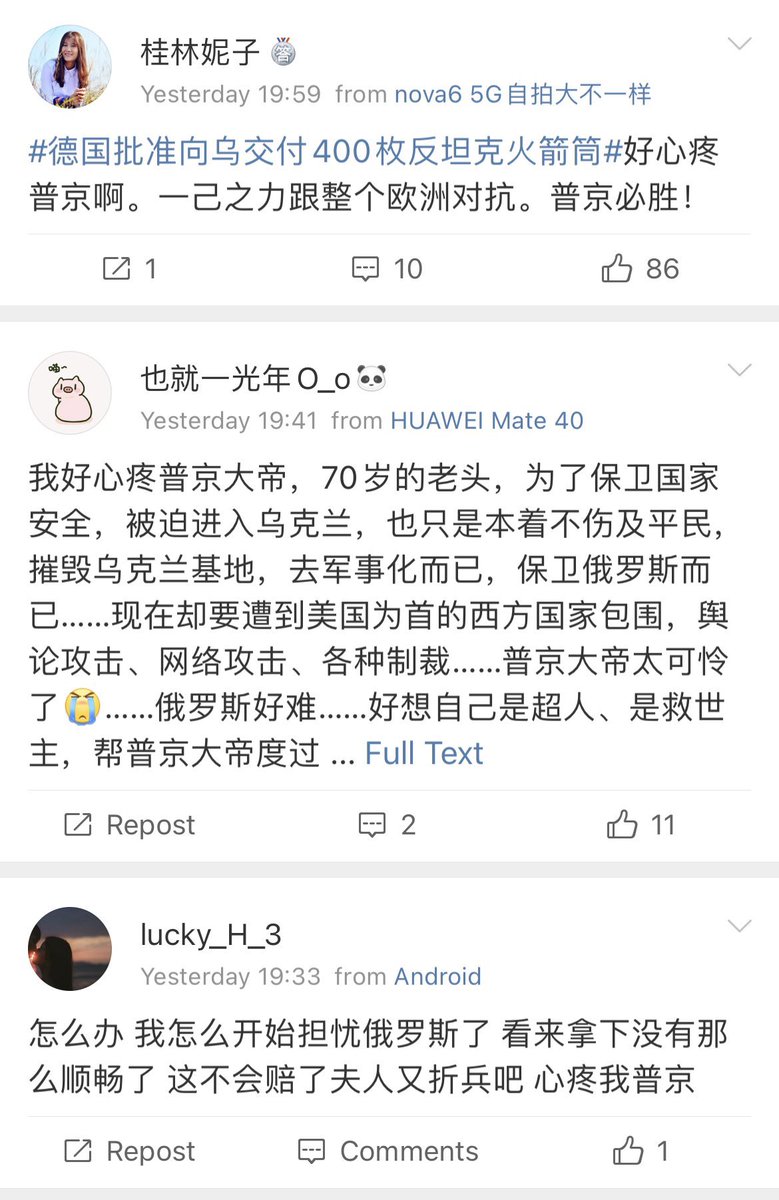 桂林妮子
Yesterday 19:59 from nova6 5G自拍大不一样
#德国批准向乌交付400枚反坦克火箭筒#好心疼
普京啊。一己之力跟整个欧洲对抗。普京必胜！
1
10
86
也就一光年O_o
Yesterday 19:41 from HUAWEI Mate 40
我好心疼普京大帝，70岁的老头，为了保卫国家
安全，被迫进入乌克兰，也只是本着不伤及平民，
摧毁乌克兰基地，去军事化而已，保卫俄罗斯而
已......现在却要遭到美国为首的西方国家包围，舆
论攻击、网络攻击、各种制裁......普京大帝太可怜
了😭......俄罗斯好难......好想自己是超人、是救世
主，帮普京大帝度过 ... Full Text
Repost
2
11
lucky_H_3
Yesterday 19:33 from Android
怎么办 我怎么开始担忧俄罗斯了 看来拿下没有那
么顺畅了 这不会赔了夫人又折兵吧 心疼我普京
Repost
Comments
1